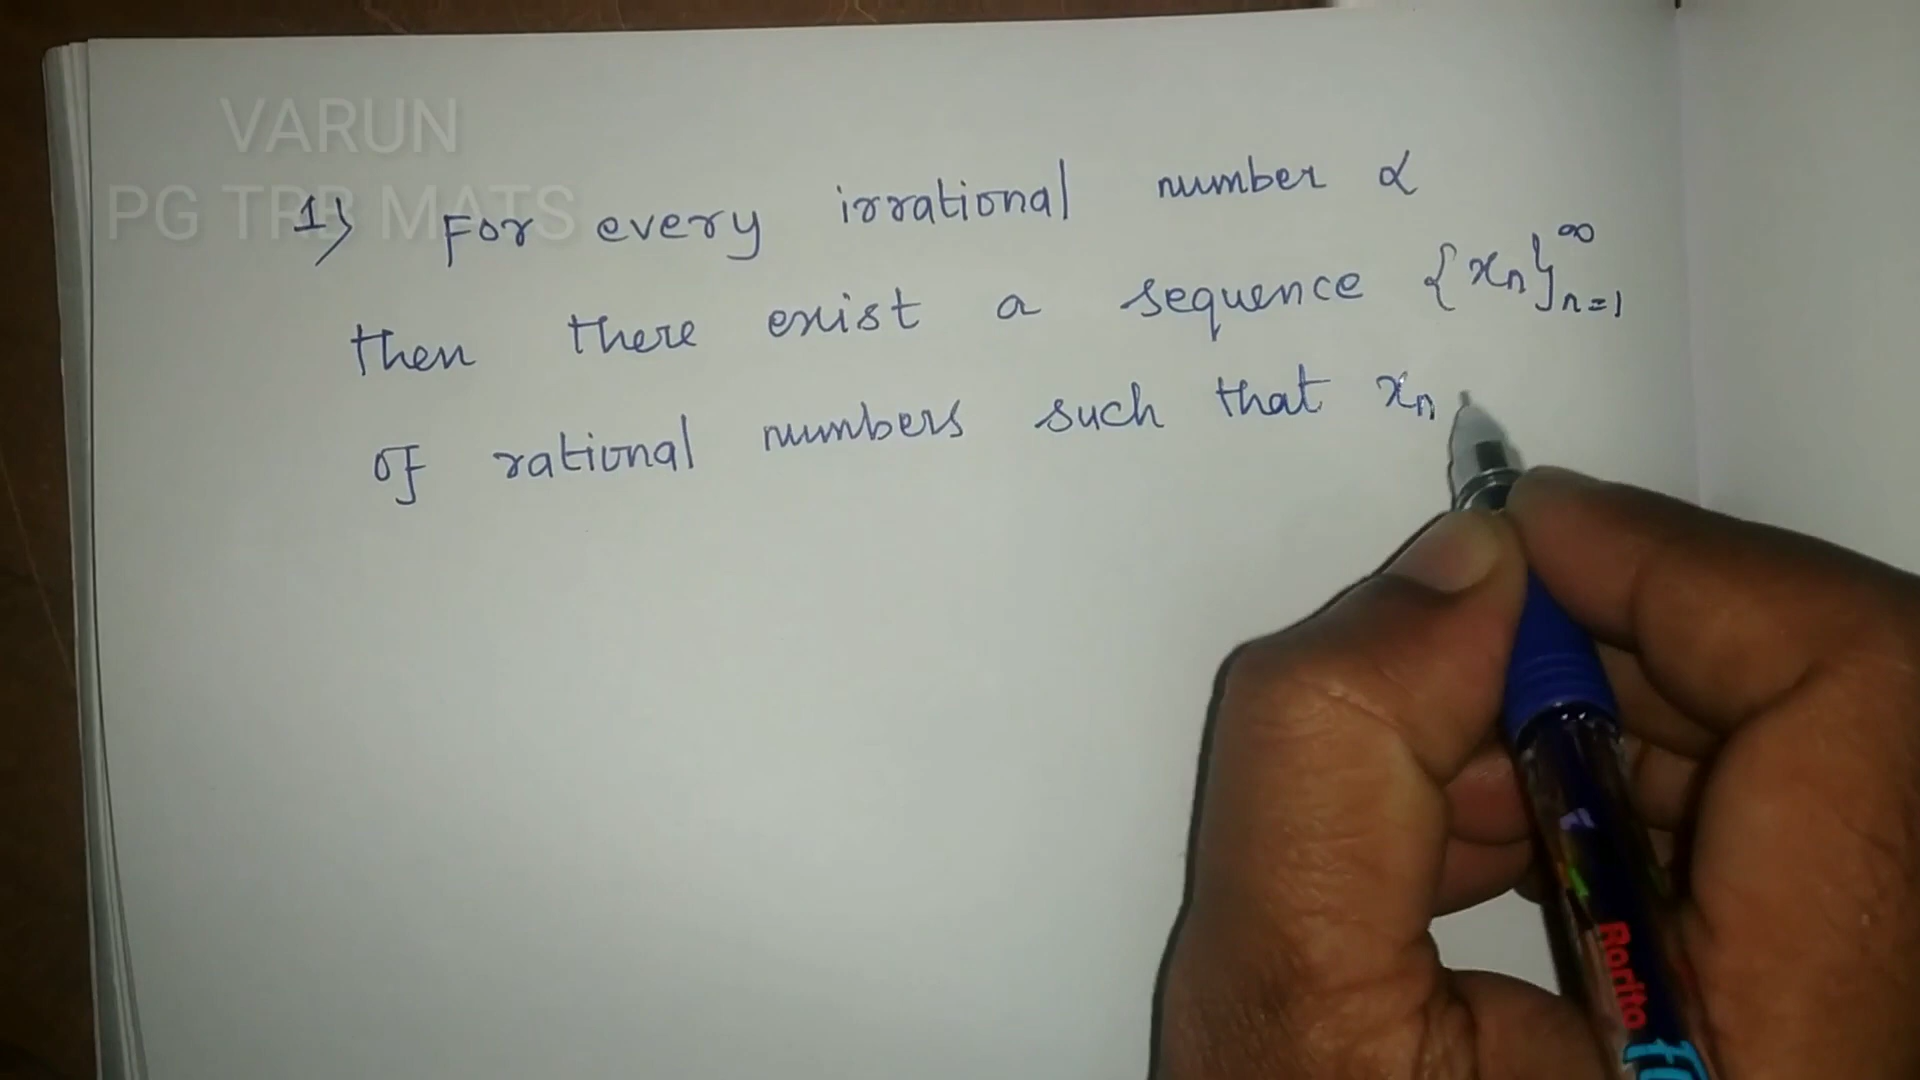 VARUN
PG TRB MATS
1) For every irrational number α
then there exist a sequence {xₙ}ₙ₌₁^∞
of rational numbers such that xₙ
Rorito